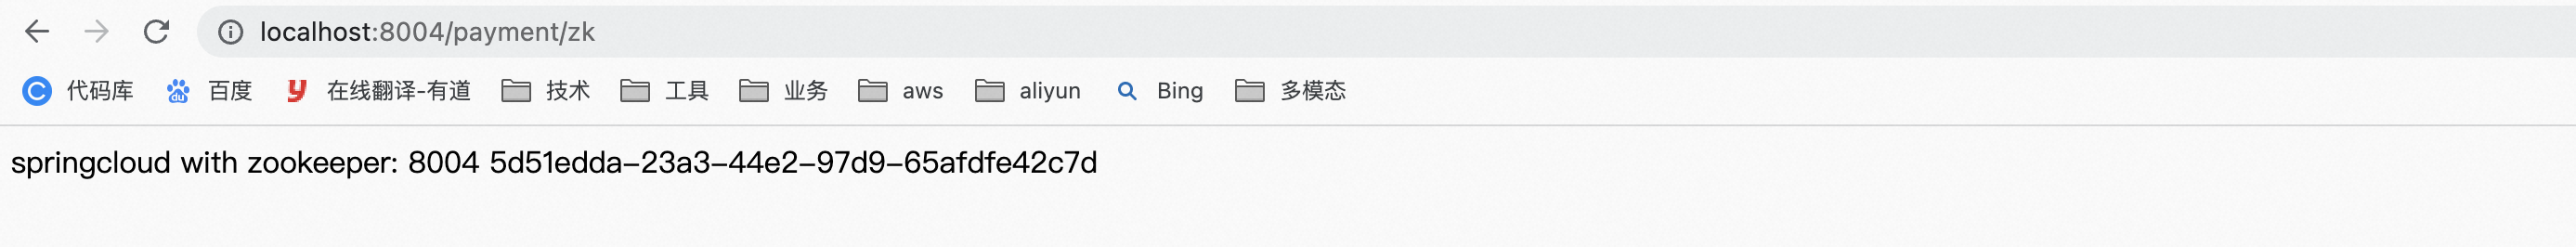 localhost:8004/payment/zk
代码库 百度 在线翻译-有道 技术 工具 业务 aws aliyun Bing 多模态
springcloud with zookeeper: 8004 5d51edda-23a3-44e2-97d9-65afdfe42c7d